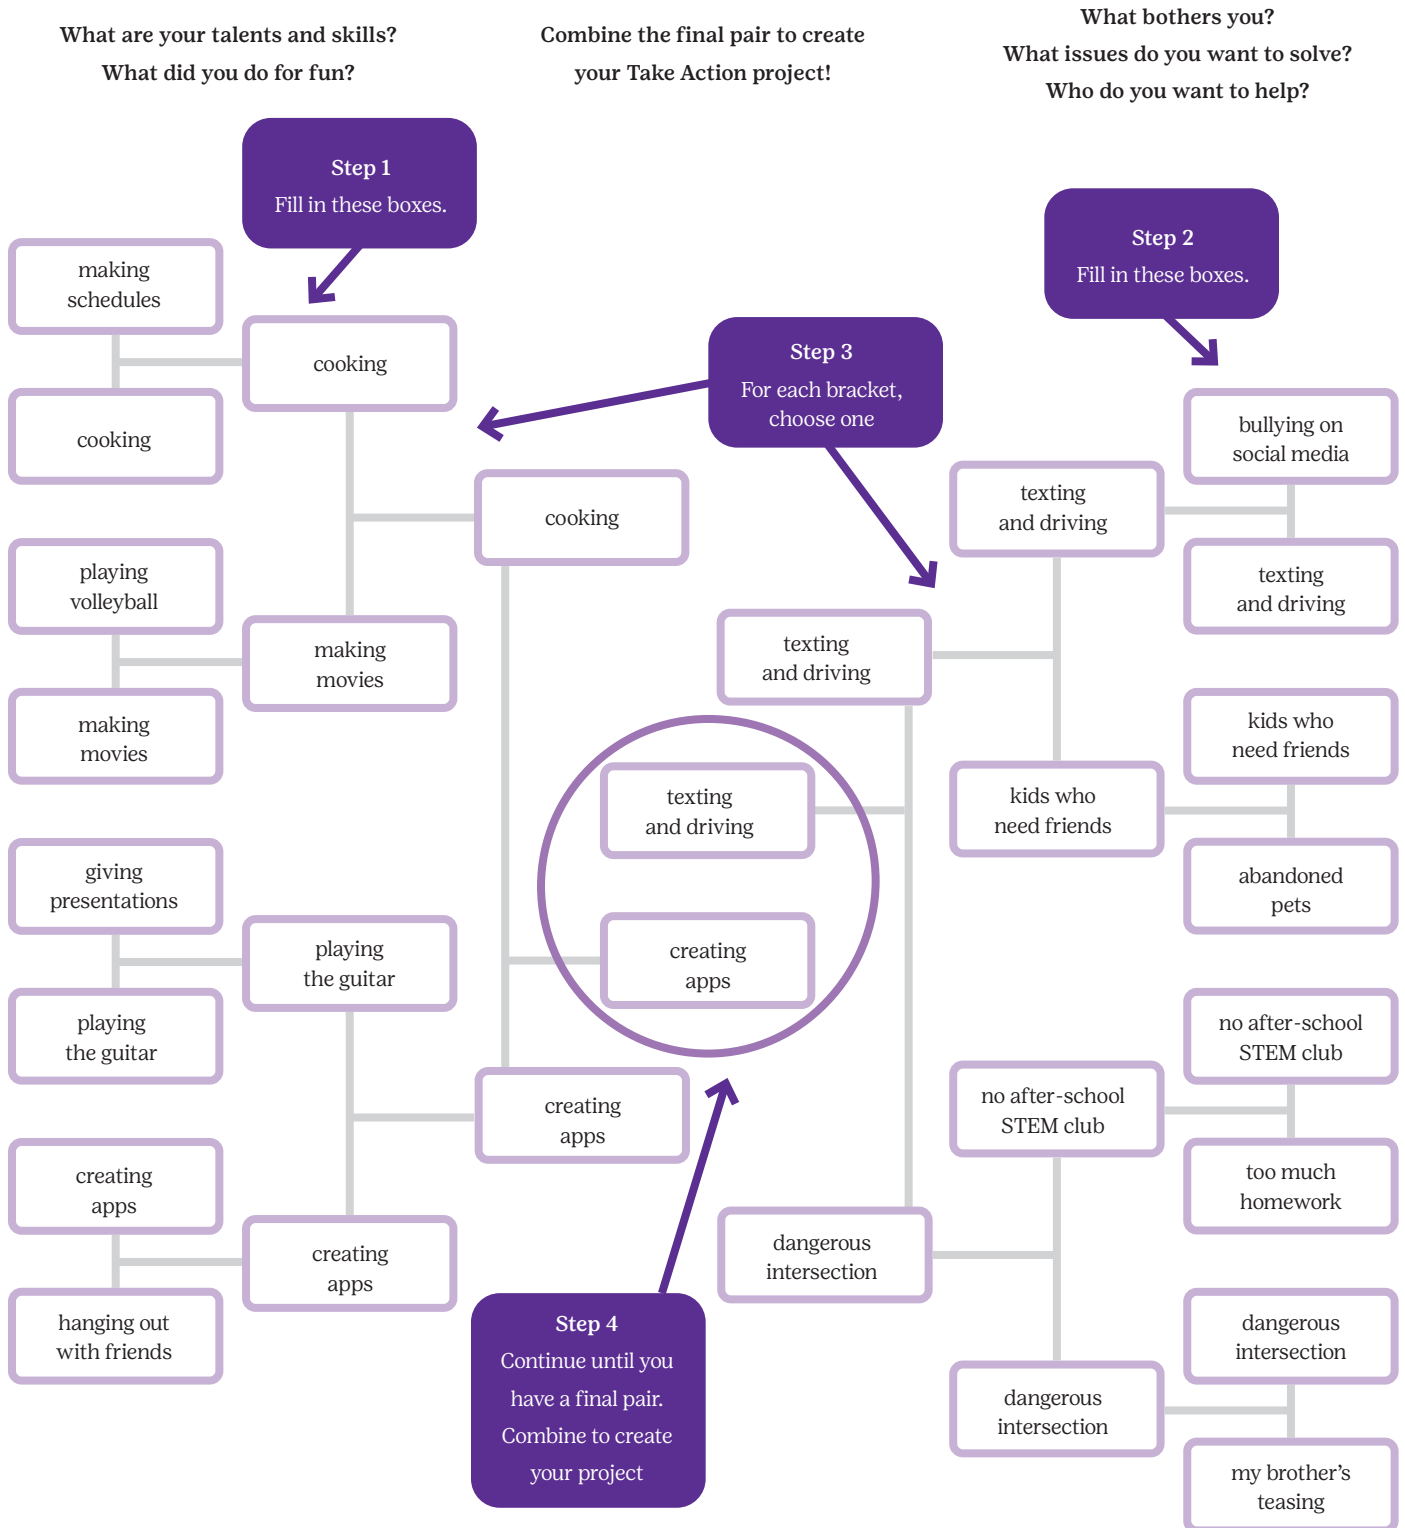 What are your talents and skills?
What did you do for fun?
Combine the final pair to create
your Take Action project!
What bothers you?
What issues do you want to solve?
Who do you want to help?
Step 1
Fill in these boxes.
Step 2
Fill in these boxes.
Step 3
For each bracket,
choose one
making
schedules
cooking
playing
volleyball
making
movies
giving
presentations
playing
the guitar
creating
apps
hanging out
with friends
cooking
making
movies
playing
the guitar
creating
apps
cooking
creating
apps
texting
and driving
creating
apps
texting
and driving
dangerous
intersection
texting
and driving
kids who
need friends
no after-school
STEM club
dangerous
intersection
bullying on
social media
texting
and driving
kids who
need friends
abandoned
pets
no after-school
STEM club
too much
homework
dangerous
intersection
my brother’s
teasing
Step 4
Continue until you
have a final pair.
Combine to create
your project